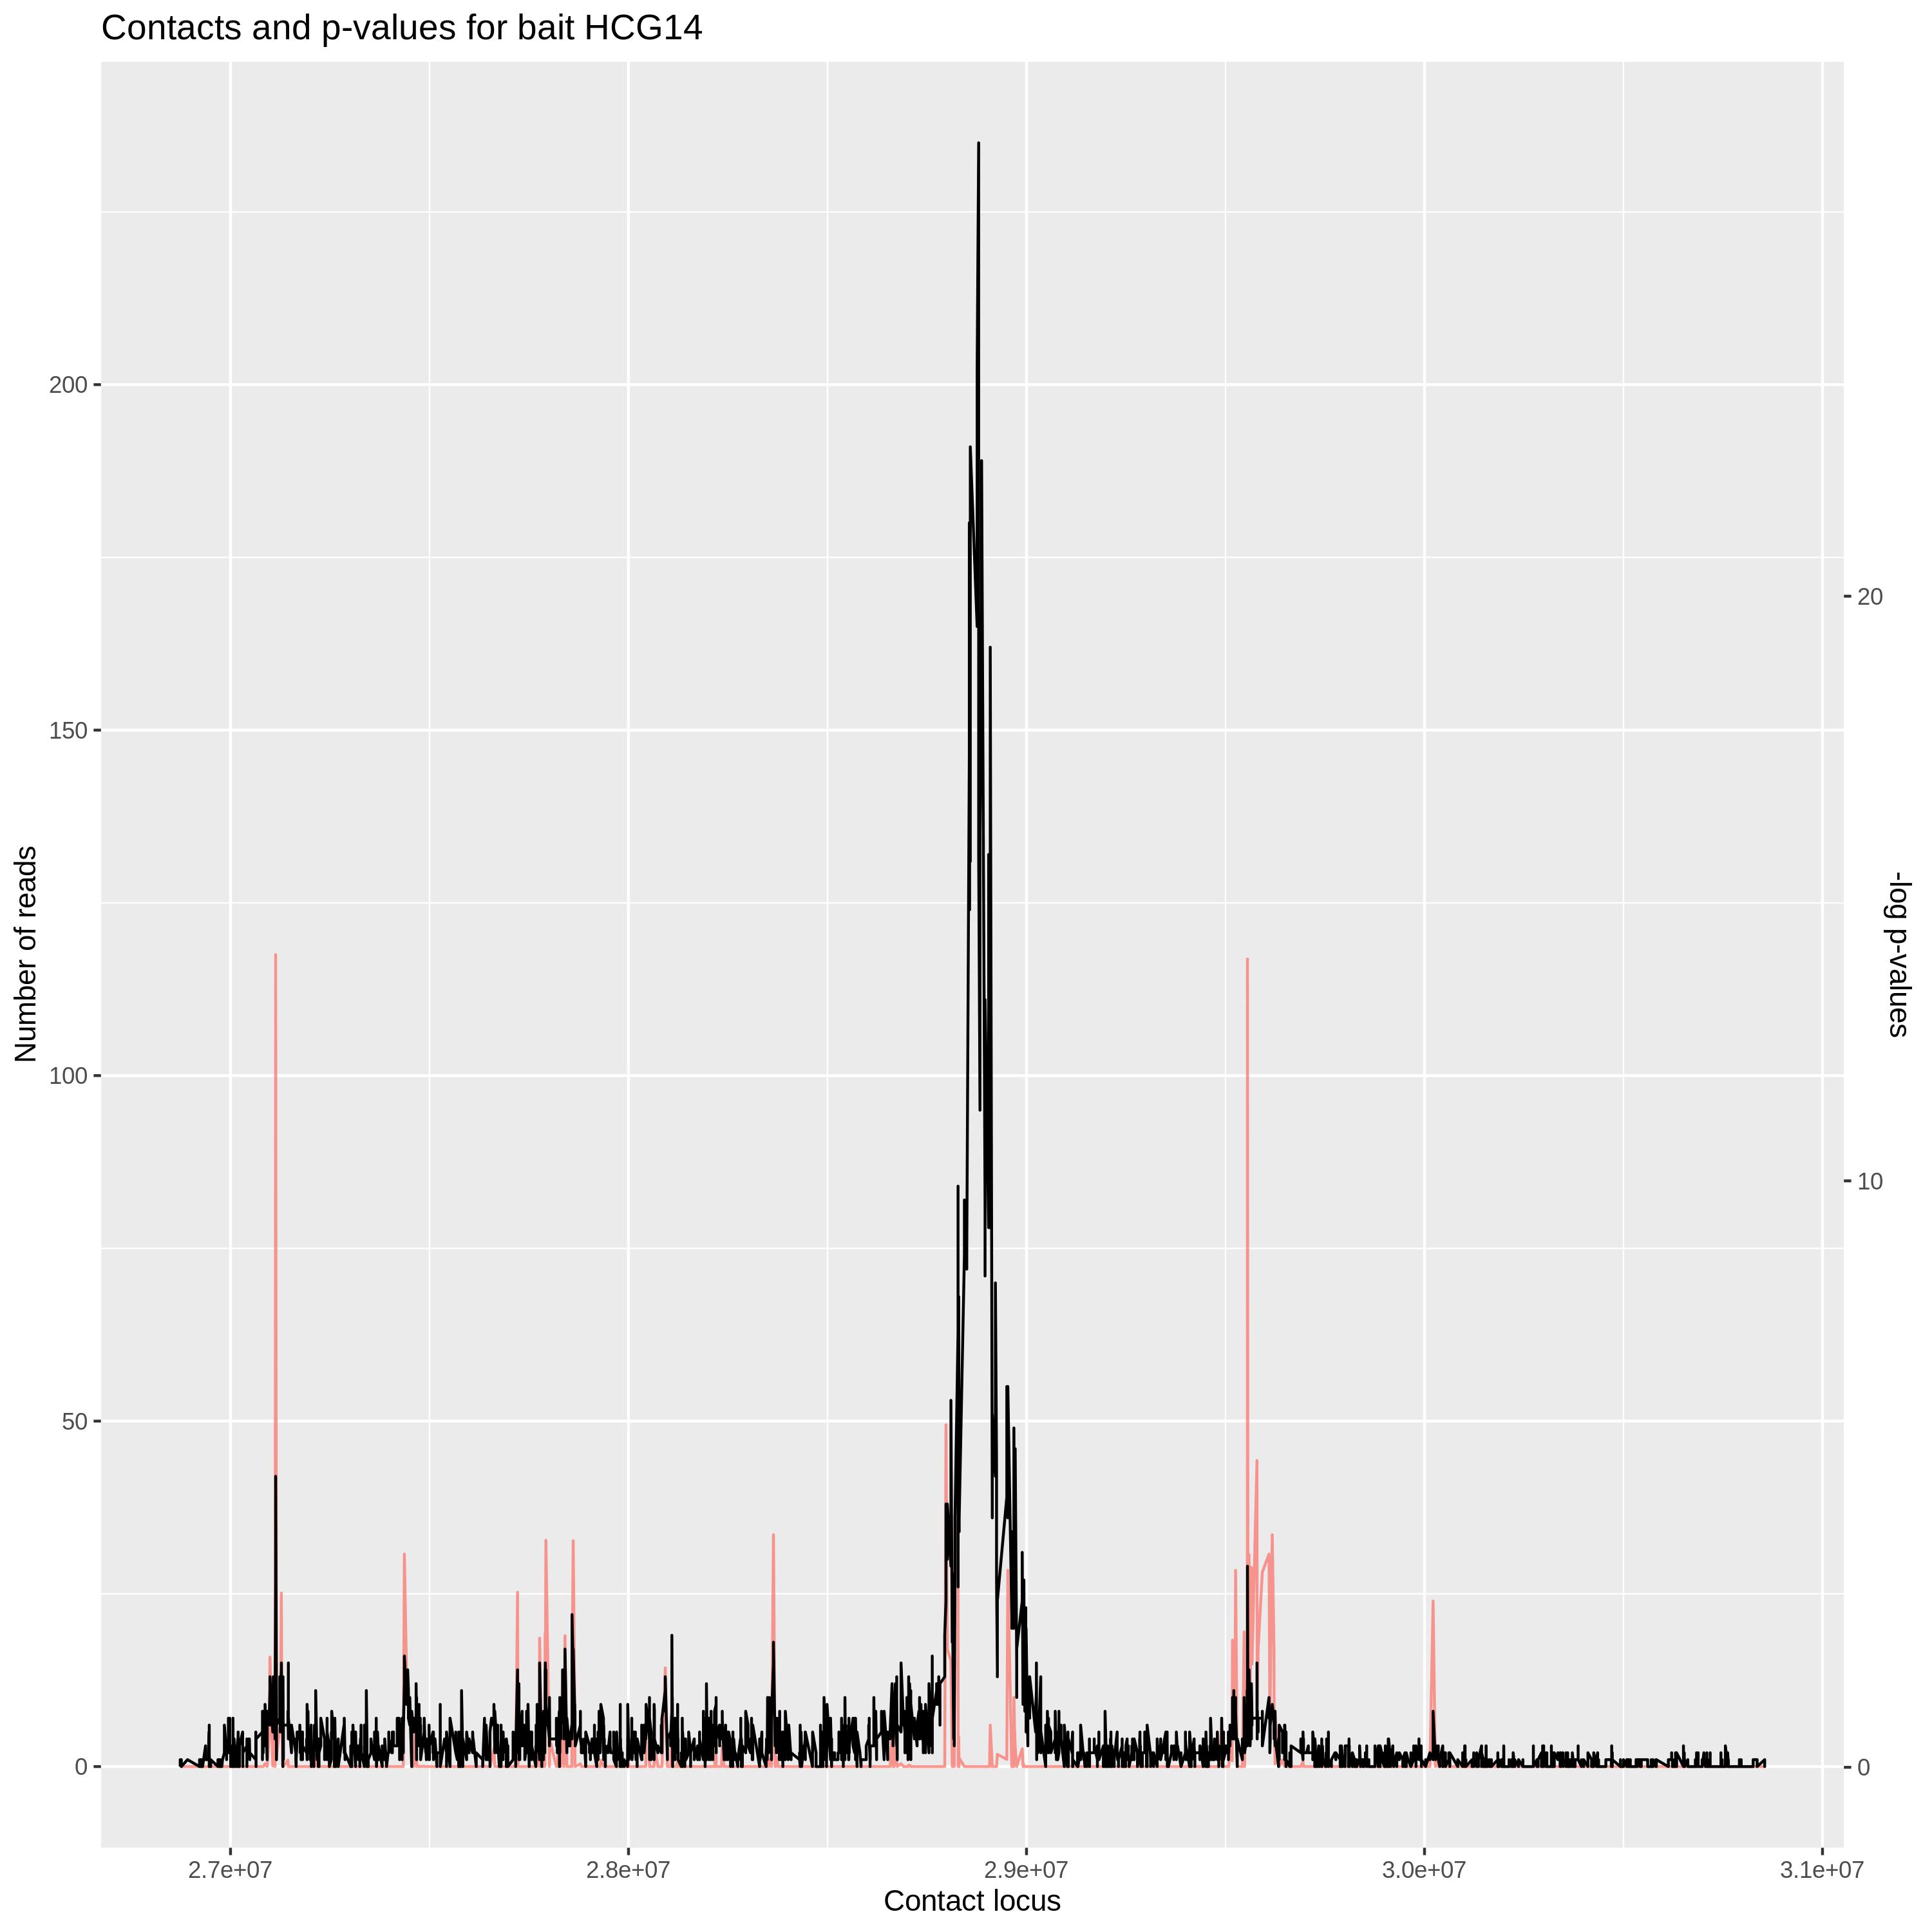 Contacts and p-values for bait HCG14
Number of reads
200
150
100
50
0
20
10
0
-log p-values
2.7e+07
2.8e+07
2.9e+07
3.0e+07
3.1e+07
Contact locus